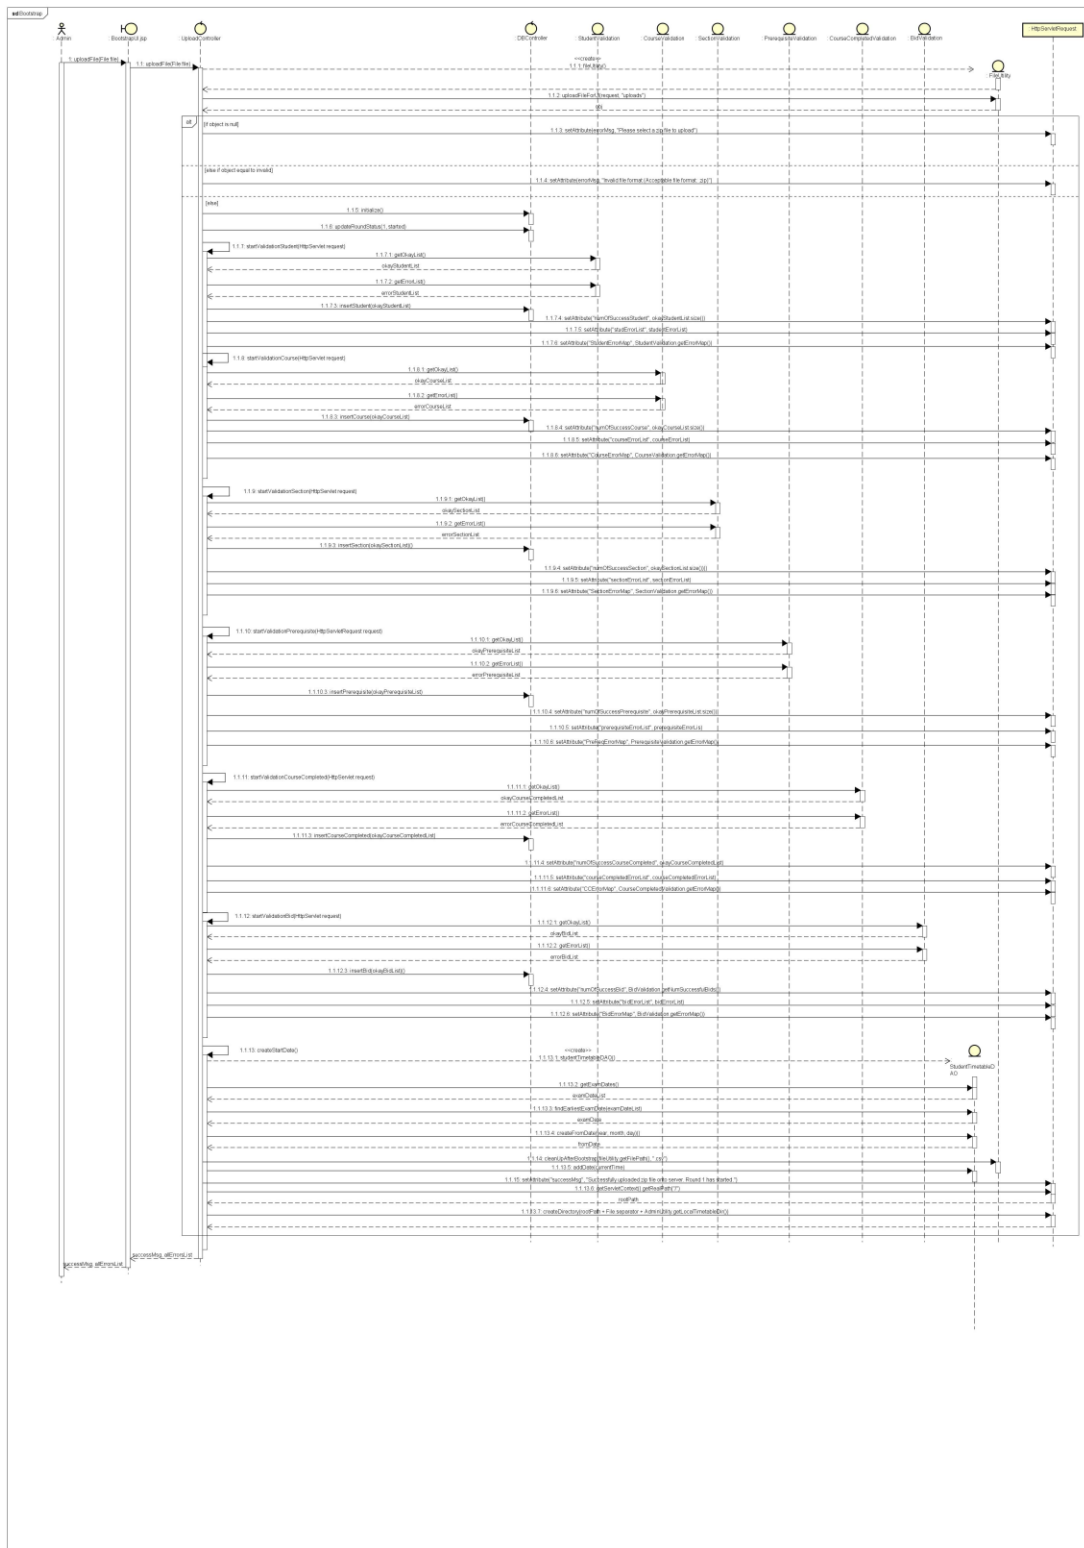 sd Bootstrap
: Admin
: BootstrapUI.jsp
: UploadController
: DBController
: StudentValidation
: CourseValidation
: SectionValidation
: PrerequisiteValidation
: CourseCompletedValidation
: BidValidation
HttpServletRequest
1: uploadFile(File file)
1.1: uploadFile(File file)
<<create>>
1.1.1: fileUtility()
FileUtility
1.1.2: uploadFileForUI(request, "uploads")
alt
[If object is null]
1.1.3: setAttribute(errorMsg, "Please select a zip file to upload")
[else if object equal to invalid]
1.1.4: setAttribute(errorMsg, "Invalid file format (Acceptable file format: .zip)")
[else]
1.1.5: initialize()
1.1.6: updateRoundStatus(1, started)
1.1.7: startValidationStudent(HttpServlet request)
1.1.7.1: getOkayList()
okayStudentList
1.1.7.2: getErrorList()
errorStudentList
1.1.7.3: insertStudent(okayStudentList)
1.1.7.4: setAttribute("numOfSuccessStudent", okayStudentList.size())
1.1.7.5: setAttribute("studErrorList", studentErrorList)
1.1.7.6: setAttribute("StudentErrorMap", StudentValidation.getErrorMap())
1.1.8: startValidationCourse(HttpServlet request)
1.1.8.1: getOkayList()
okayCourseList
1.1.8.2: getErrorList()
errorCourseList
1.1.8.3: insertCourse(okayCourseList)
1.1.8.4: setAttribute("numOfSuccessCourse", okayCourseList.size())
1.1.8.5: setAttribute("courseErrorList", courseErrorList)
1.1.8.6: setAttribute("CourseErrorMap", CourseValidation.getErrorMap())
1.1.9: startValidationSection(HttpServlet request)
1.1.9.1: getOkayList()
okaySectionList
1.1.9.2: getErrorList()
errorSectionList
1.1.9.3: insertSection(okaySectionList))
1.1.9.4: setAttribute("numOfSuccessSection", okaySectionList.size()))
1.1.9.5: setAttribute("sectionErrorList", sectionErrorList)
1.1.9.6: setAttribute("SectionErrorMap", SectionValidation.getErrorMap())
1.1.10: startValidationPrerequisite(HttpServletRequest request)
1.1.10.1: getOkayList()
okayPrerequisiteList
1.1.10.2: getErrorList()
errorPrerequisiteList
1.1.10.3: insertPrerequisite(okayPrerequisiteList)
1.1.10.4: setAttribute("numOfSuccessPrerequisite", okayPrerequisiteList.size())
1.1.10.5: setAttribute("prerequisiteErrorList", prerequisiteErrorLis)
1.1.10.6: setAttribute("PreReqErrorMap", PrerequisiteValidation.getErrorMap())
1.1.11: startValidationCourseCompleted(HttpServlet request)
1.1.11.1: getOkayList()
okayCourseCompletedList
1.1.11.2: getErrorList()
errorCourseCompletedList
1.1.11.3: insertCourseCompleted(okayCourseCompletedList)
1.1.11.4: setAttribute("numOfSuccessCourseCompleted", okayCourseCompletedList)
1.1.11.5: setAttribute("courseCompletedErrorList", courseCompletedErrorList)
1.1.11.6: setAttribute("CCErrorMap", CourseCompletedValidation.getErrorMap())
1.1.12: startValidationBid(HttpServlet request)
1.1.12.1: getOkayList()
okayBidList
1.1.12.2: getErrorList()
errorBidList
1.1.12.3: insertBid(okayBidList))
1.1.12.4: setAttribute("numOfSuccessBid", BidValidation.getNumSuccessfulBids()
1.1.12.5: setAttribute("bidErrorList", bidErrorList)
1.1.12.6: setAttribute("BidErrorMap", BidValidation.getErrorMap())
1.1.13: createStartDate()
<<create>>
1.1.13.1: studentTimetableDAO()
StudentTimetableD
AO
1.1.13.2: getExamDates()
examDateList
1.1.13.3: findEarliestExamDate(examDateList)
examDate
1.1.13.4: createFromDate(year, month, day))
fromDate
1.1.14: cleanUpAfterBootstrap(fileUtility.getFilePath(), ".csv")
1.1.13.5: addDate(currentTime)
1.1.15: setAttribute("successMsg", "Successfully uploaded zip file onto server. Round 1 has started.")
1.1.13.6: getServletContext().getRealPath("/")
rootPath
1.1.13.7: createDirectory(rootPath + File.separator + AdminUtility.getLocalTimetableDir()
successMsg, allErrorsList
successMsg, allErrorsList